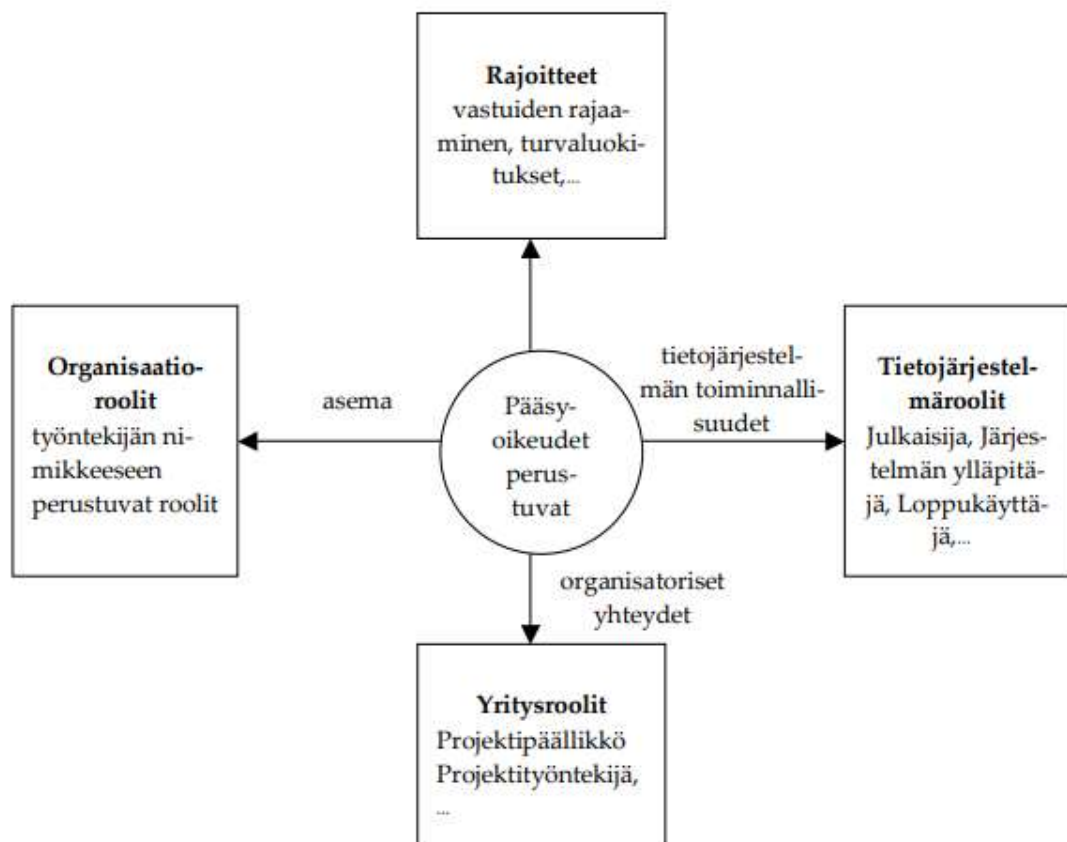 Rajoitteet
vastuiden rajaa-
minen, turvaluoki-
tukset,...
Organisaatio-
roolit
työntekijän ni-
mikkeeseen
perustuvat roolit
asema
Pääsy-
oikeudet
perus-
tuvat
tietojärjestel-
män toiminnalli-
suudet
Tietojärjestel-
märoolit
Julkaisija, Järjes-
telmän ylläpitä-
jä, Loppukäyttä-
jä,...
organisatoriset
yhteydet
Yritysroolit
Projektipäällikkö
Projektityöntekijä,
...